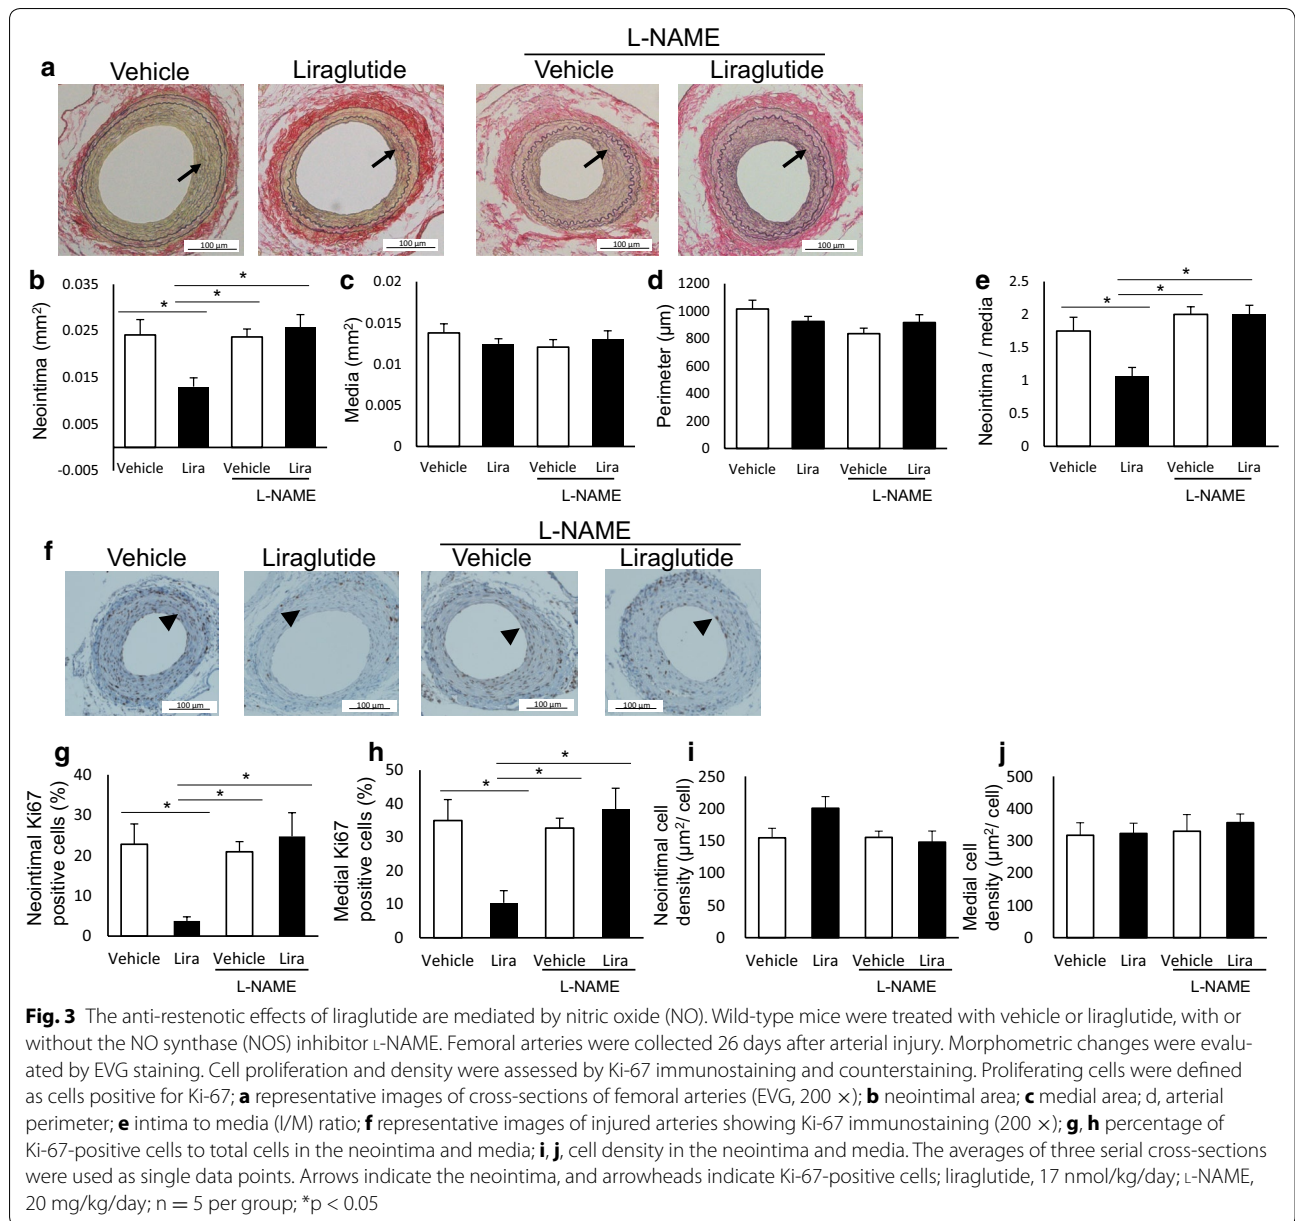 L-NAME
a Vehicle Liraglutide Vehicle Liraglutide
100 µm 100 µm 100 µm 100 µm
b
Neointima (mm²)
0.035
0.025
0.015
0.005
-0.005
* * *
Vehicle Lira Vehicle Lira
L-NAME
c
Media (mm²)
0.02
0.015
0.01
0.005
0
Vehicle Lira Vehicle Lira
L-NAME
d
Perimeter (µm)
1200
1000
800
600
400
200
0
Vehicle Lira Vehicle Lira
L-NAME
e
Neointima / media
2.5
2
1.5
1
0.5
0
* * *
Vehicle Lira Vehicle Lira
L-NAME
L-NAME
f Vehicle Liraglutide Vehicle Liraglutide
100 µm 100 µm 100 µm 100 µm
g
Neointimal Ki67
positive cells (%)
40
30
20
10
0
* * *
Vehicle Lira Vehicle Lira
L-NAME
h
Medial Ki67
positive cells (%)
50
40
30
20
10
0
* * *
Vehicle Lira Vehicle Lira
L-NAME
i
Neointimal cell
density (µm²/ cell)
250
200
150
100
50
0
Vehicle Lira Vehicle Lira
L-NAME
j
Medial cell
density (µm²/ cell)
500
400
300
200
100
0
Vehicle Lira Vehicle Lira
L-NAME
Fig. 3 The anti-restenotic effects of liraglutide are mediated by nitric oxide (NO). Wild-type mice were treated with vehicle or liraglutide, with or
without the NO synthase (NOS) inhibitor L-NAME. Femoral arteries were collected 26 days after arterial injury. Morphometric changes were evalu-
ated by EVG staining. Cell proliferation and density were assessed by Ki-67 immunostaining and counterstaining. Proliferating cells were defined
as cells positive for Ki-67; a representative images of cross-sections of femoral arteries (EVG, 200 ×); b neointimal area; c medial area; d, arterial
perimeter; e intima to media (I/M) ratio; f representative images of injured arteries showing Ki-67 immunostaining (200 ×); g, h percentage of
Ki-67-positive cells to total cells in the neointima and media; i, j, cell density in the neointima and media. The averages of three serial cross-sections
were used as single data points. Arrows indicate the neointima, and arrowheads indicate Ki-67-positive cells; liraglutide, 17 nmol/kg/day; L-NAME,
20 mg/kg/day; n = 5 per group; *p < 0.05